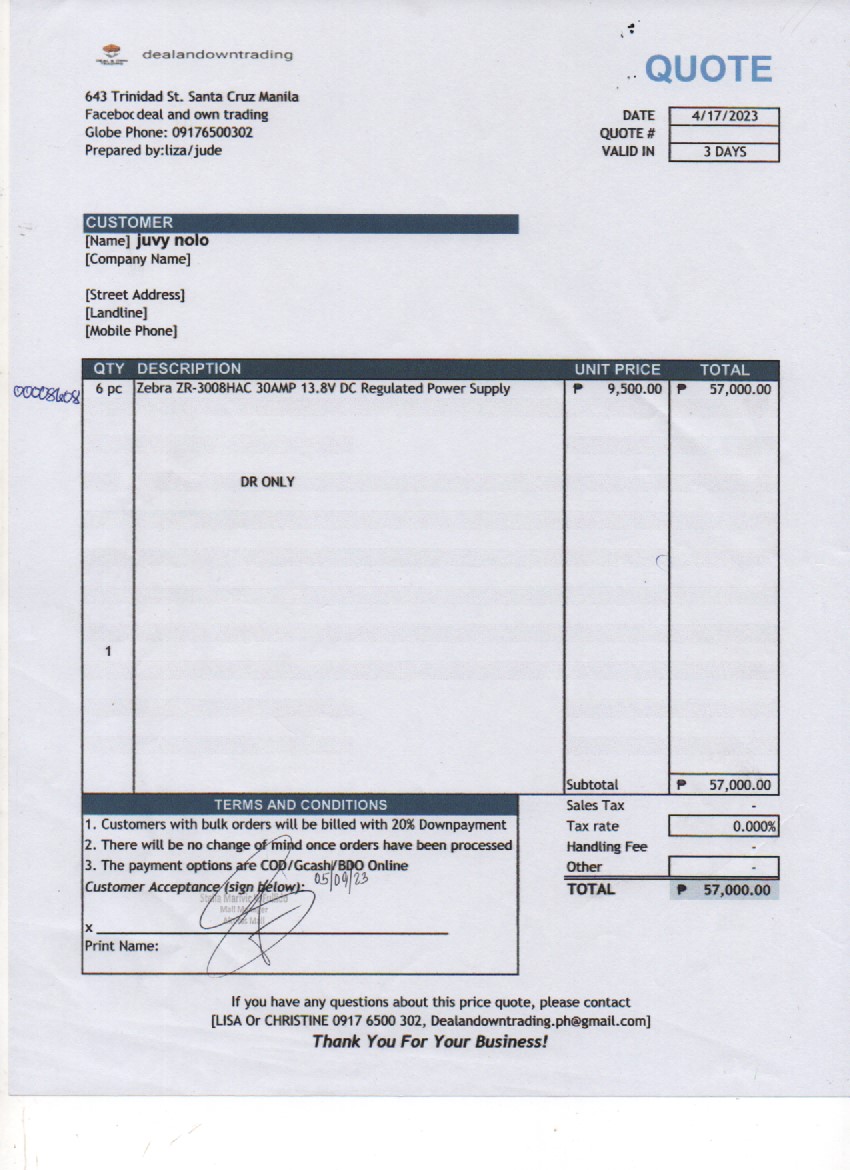 dealandowntrading
QUOTE
643 Trinidad St. Santa Cruz Manila
Faceboc deal and own trading
Globe Phone: 09176500302
Prepared by:liza/jude
DATE 4/17/2023
QUOTE #
VALID IN 3 DAYS
CUSTOMER
[Name] juvy nolo
[Company Name]
[Street Address]
[Landline]
[Mobile Phone]
QTY DESCRIPTION UNIT PRICE TOTAL
6 pc Zebra ZR-3008HAC 30AMP 13.8V DC Regulated Power Supply ₱ 9,500.00 ₱ 57,000.00
DR ONLY
1
Subtotal ₱ 57,000.00
TERMS AND CONDITIONS
Sales Tax -
1. Customers with bulk orders will be billed with 20% Downpayment
Tax rate 0.000%
2. There will be no change of mind once orders have been processed
Handling Fee -
3. The payment options are COD/Gcash/BDO Online
Other -
05/09/23
Customer Acceptance (sign below):
TOTAL ₱ 57,000.00
Mall Manager
x
Print Name:
If you have any questions about this price quote, please contact
[LISA Or CHRISTINE 0917 6500 302, Dealandowntrading.ph@gmail.com]
Thank You For Your Business!